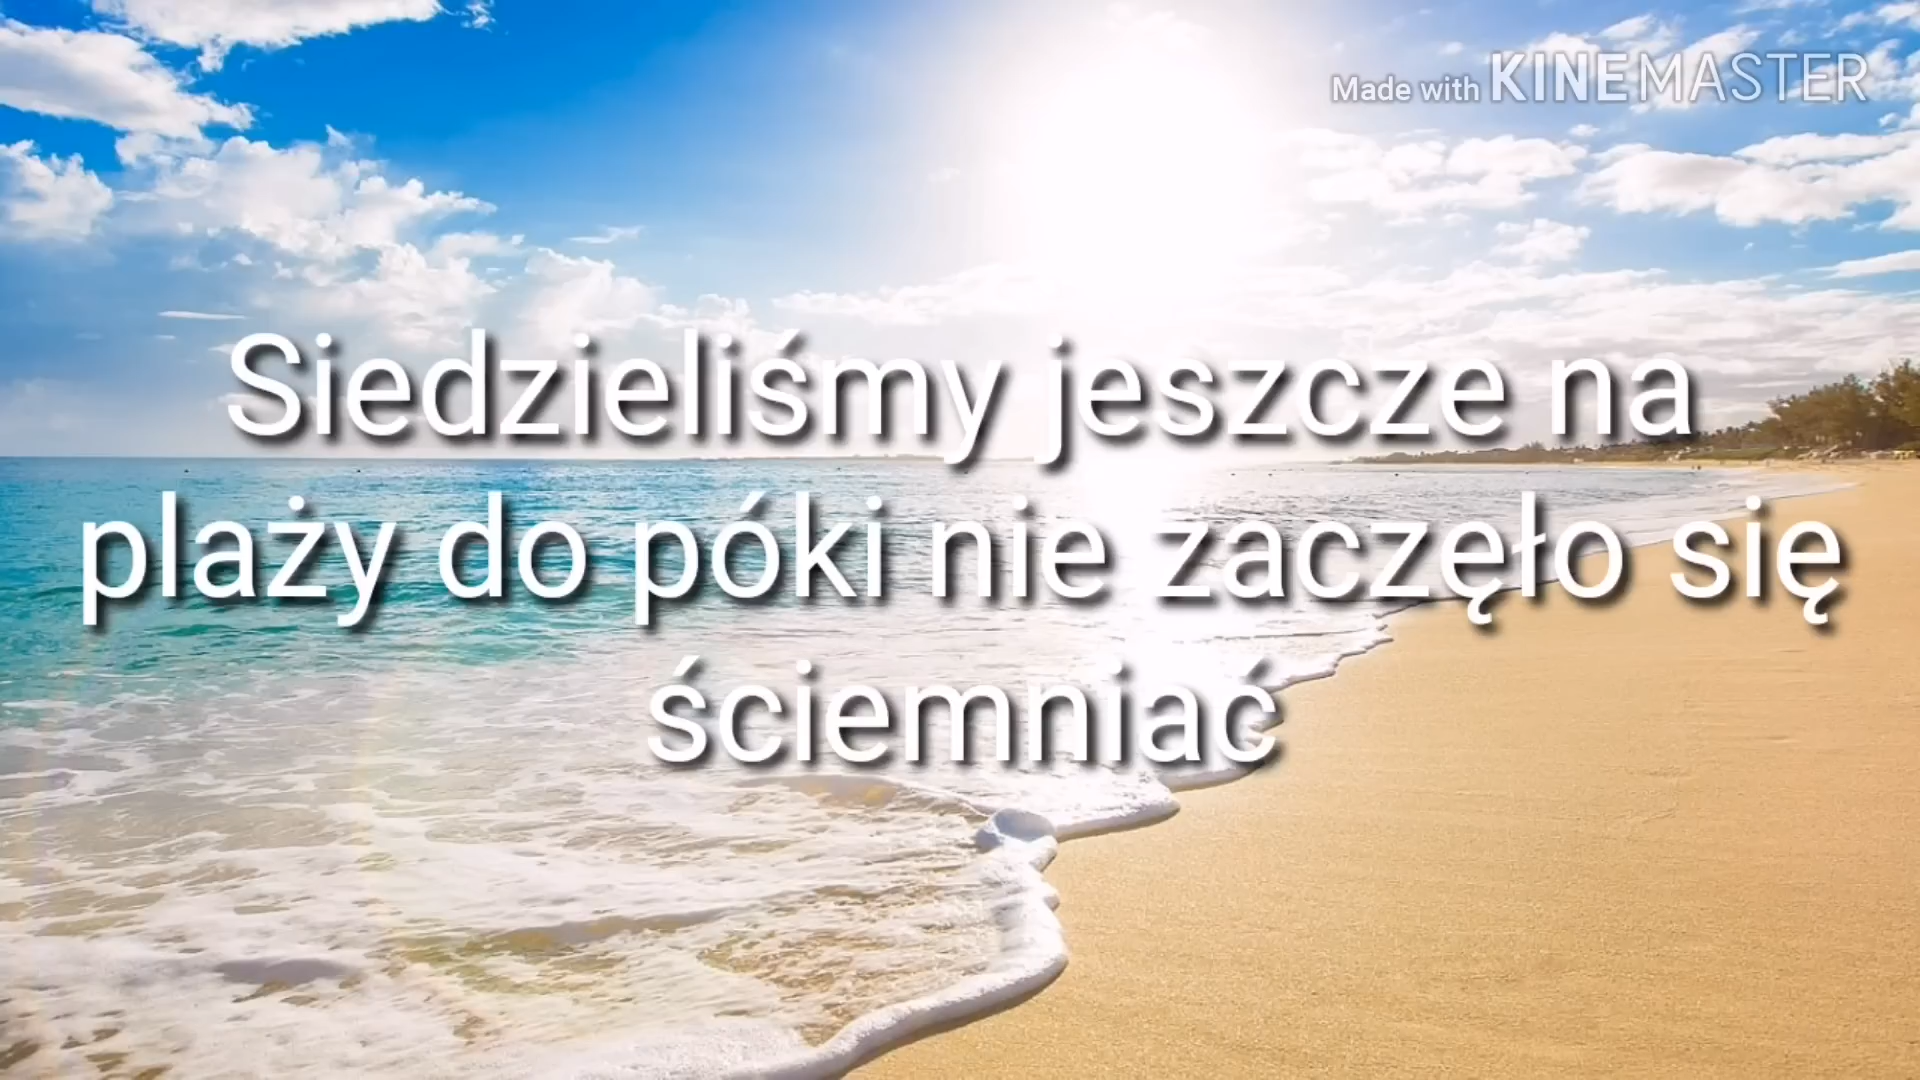 Made with KINEMASTER
Siedzieliśmy jeszcze na
plaży do póki nie zaczęło się
ściemniać